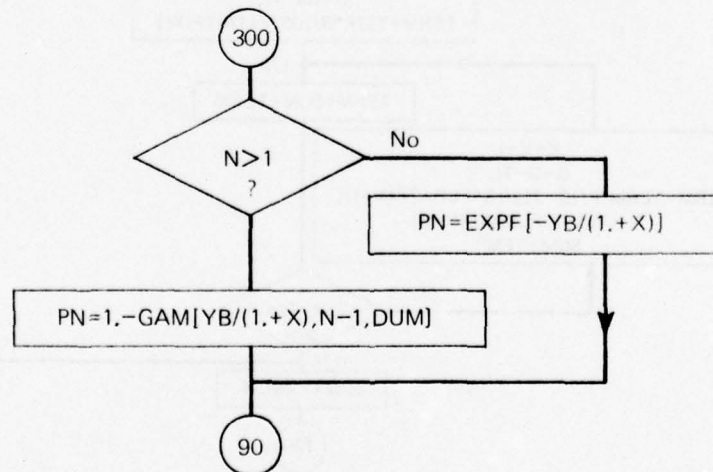 300
N>1
?
No
PN=EXPF[-YB/(1.+X)]
PN=1.-GAM[YB/(1.+X),N-1,DUM]
90